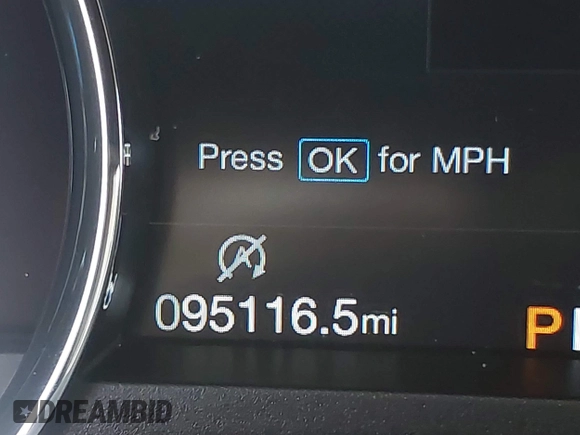 Press OK for MPH
095116.5mi
P
DREAMBID